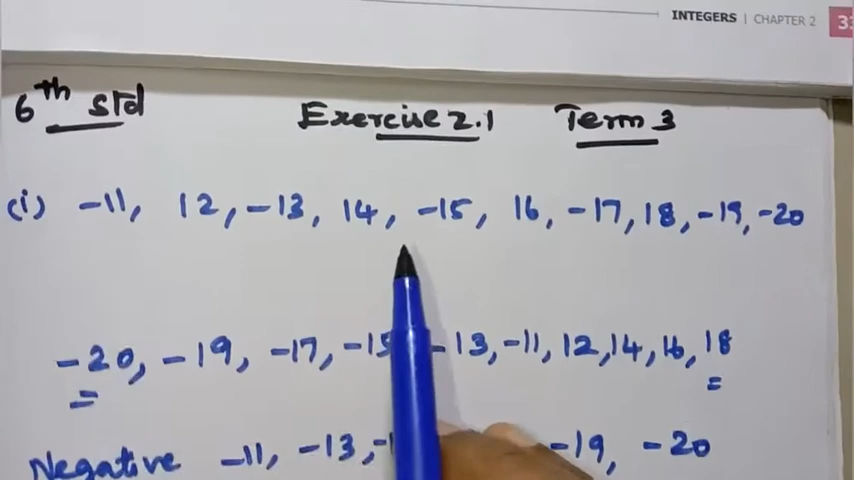 INTEGERS | CHAPTER 2
6th std Exercise 2.1 Term 3
(i) -11, 12, -13, 14, -15, 16, -17, 18, -19, -20
-20, -19, -17, -15 -13, -11, 12, 14, 16, 18
Negative -11, -13, -19, -20